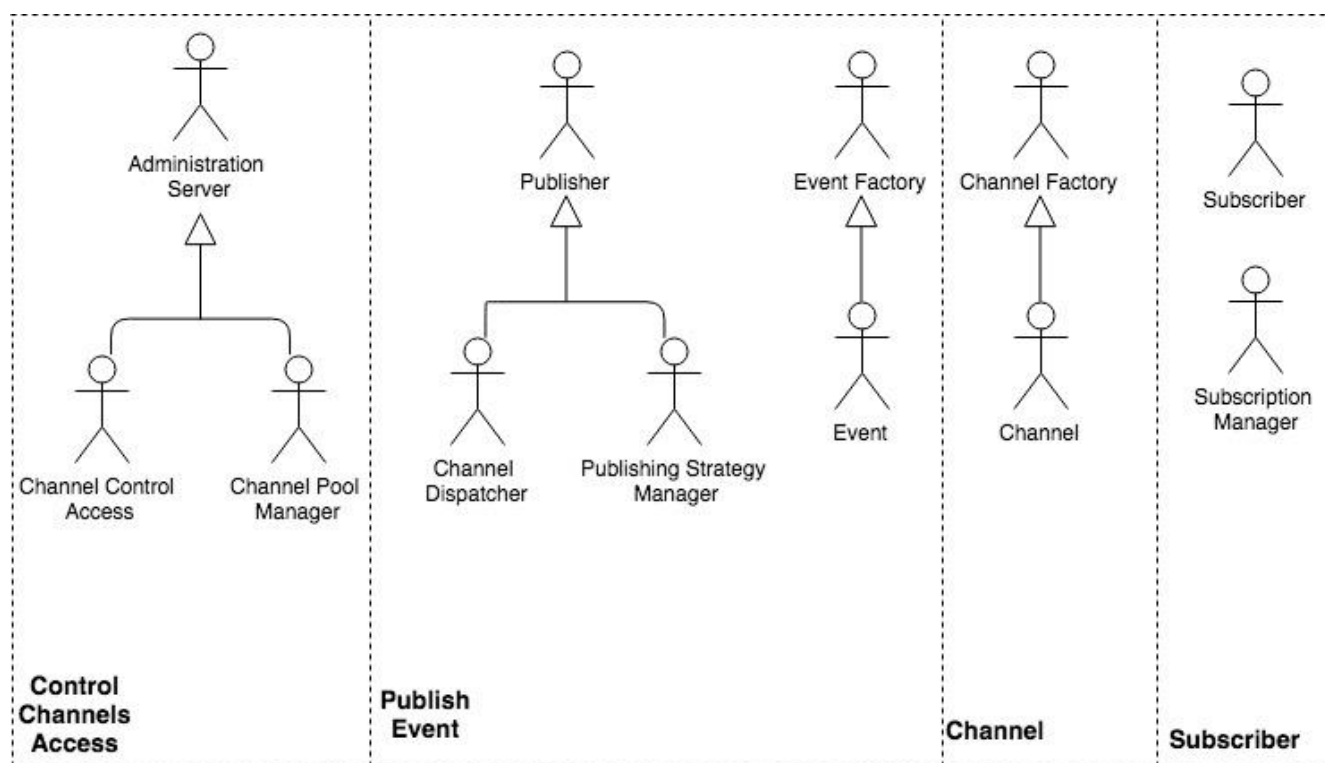 Administration
Server
Channel Control
Access
Channel Pool
Manager
Control
Channels
Access
Publisher
Event Factory
Channel
Dispatcher
Publishing Strategy
Manager
Event
Publish
Event
Channel Factory
Channel
Channel
Subscriber
Subscription
Manager
Subscriber